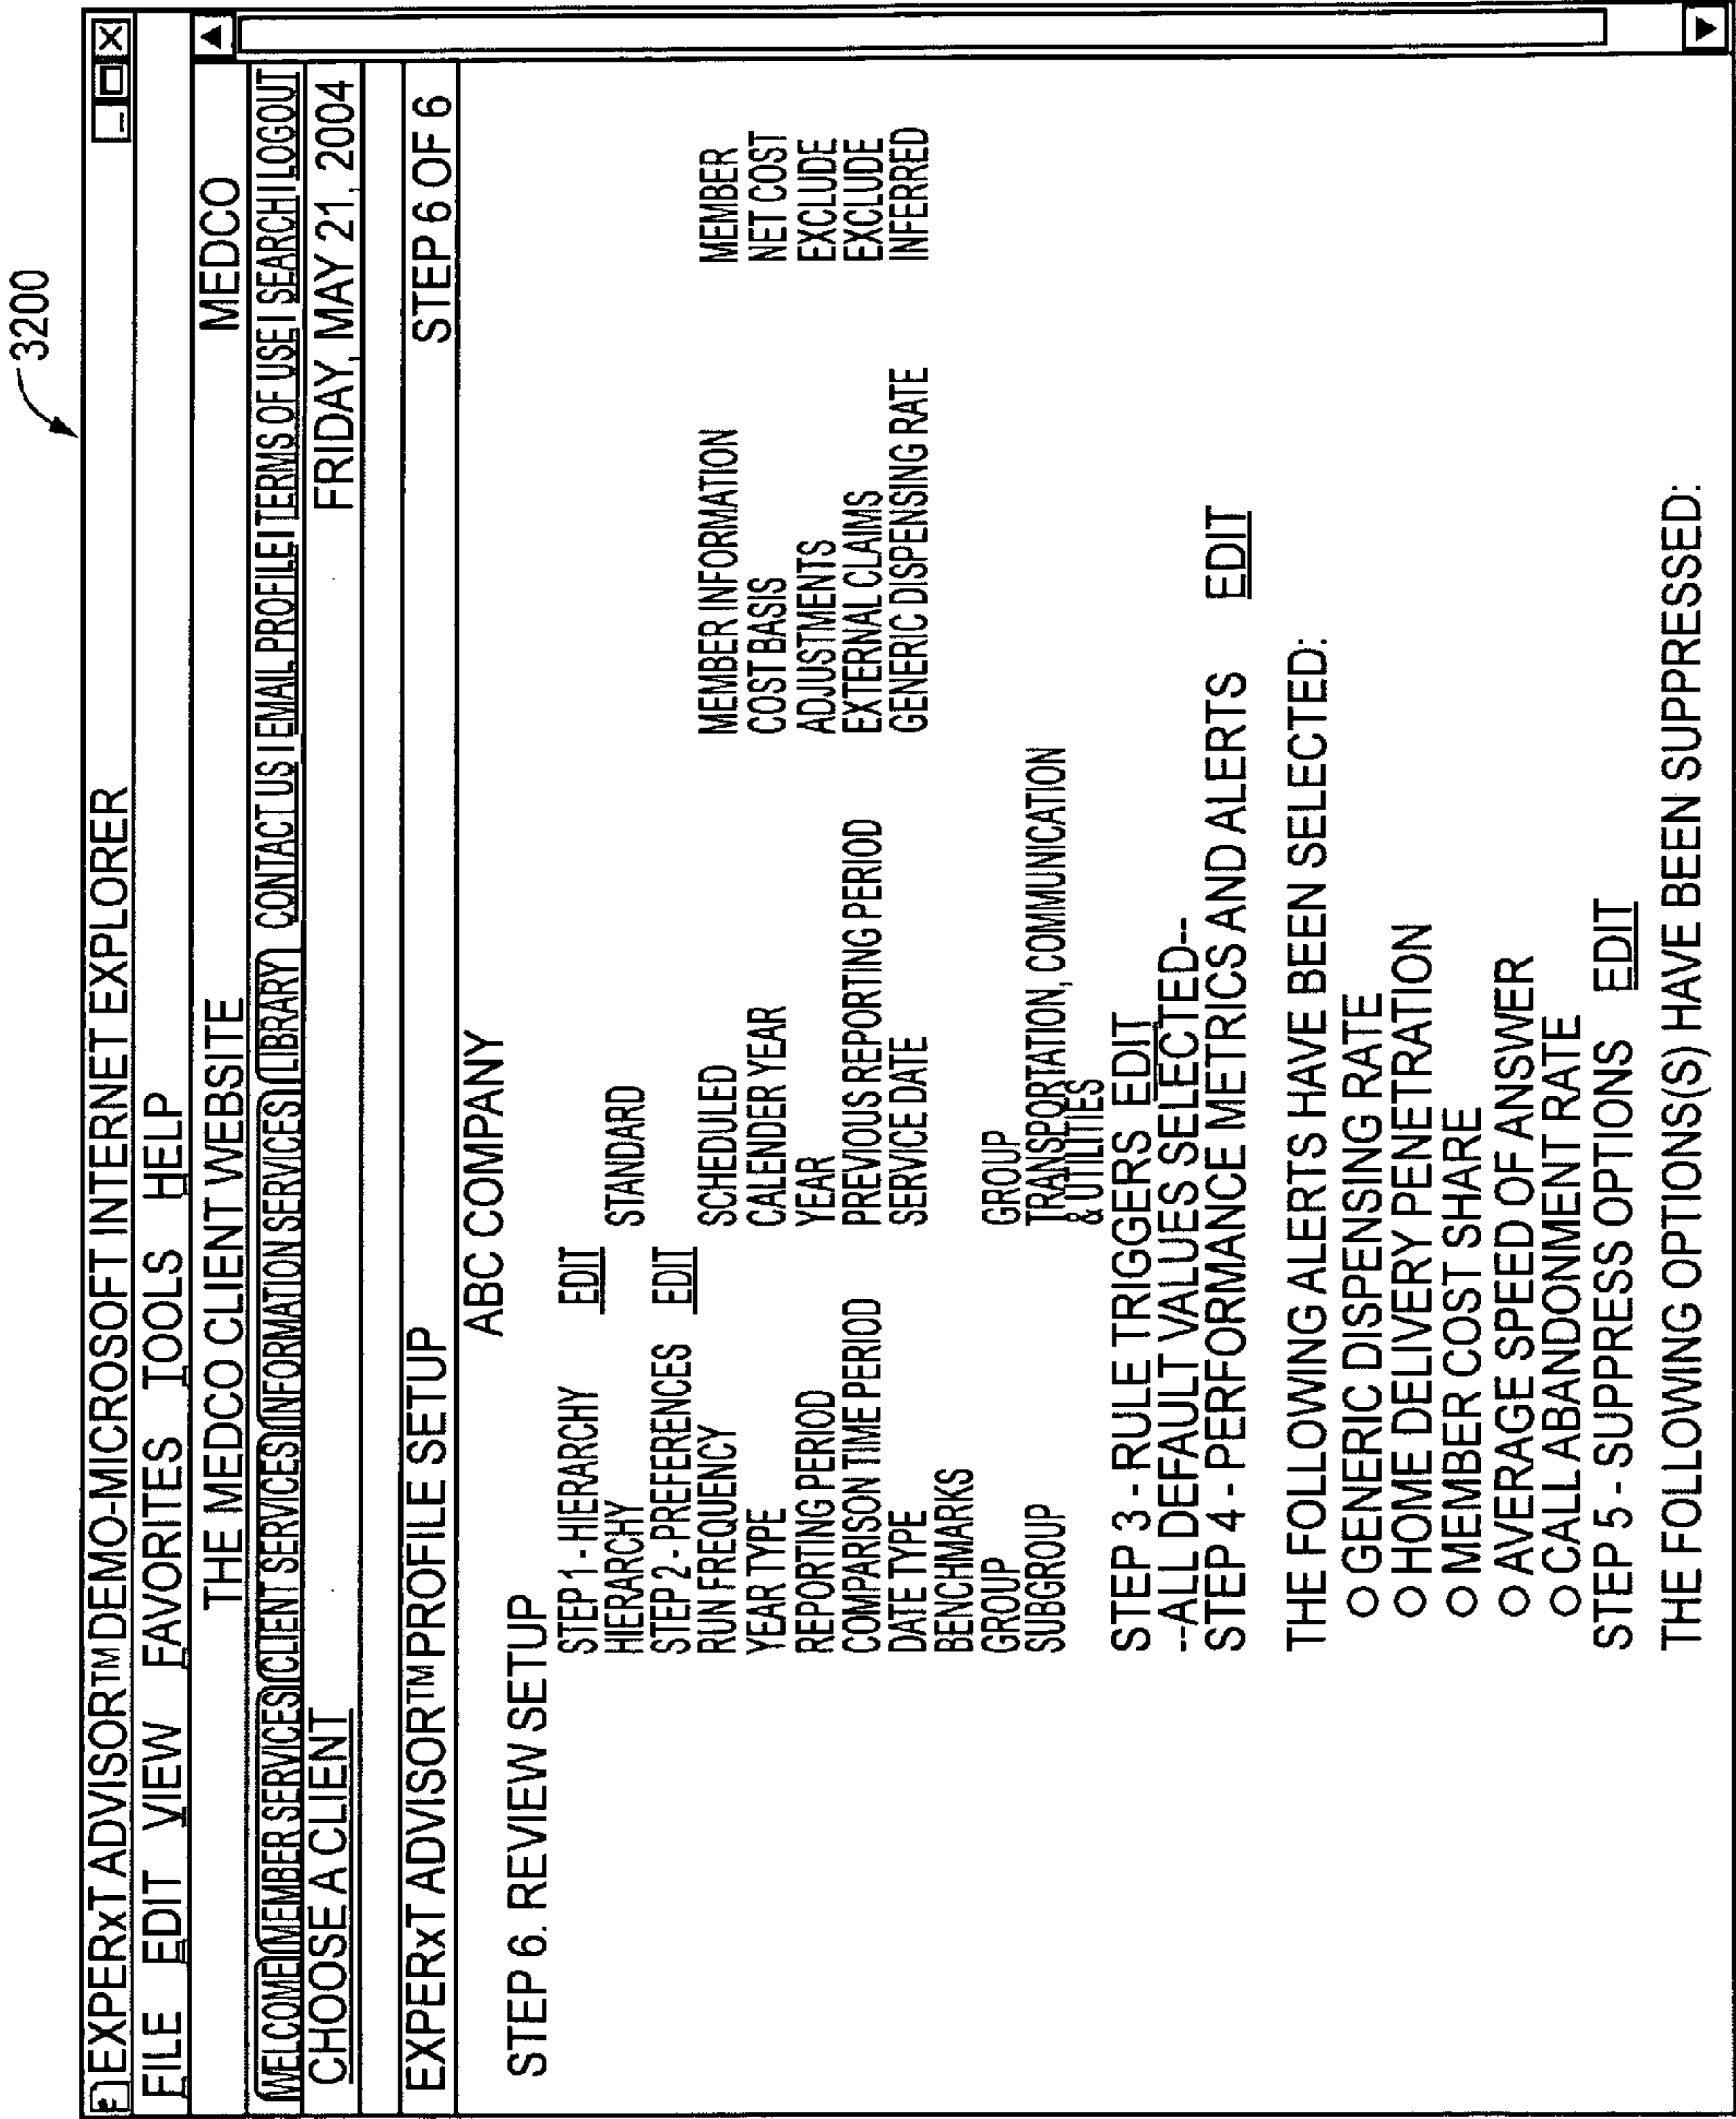 3200
EXPERxT ADVISOR™ DEMO-MICROSOFT INTERNET EXPLORER
FILE EDIT VIEW FAVORITES TOOLS HELP
THE MEDCO CLIENT WEBSITE MEDCO
WELCOME MEMBER SERVICES CLIENT SERVICES INFORMATION SERVICES LIBRARY CONTACT US | EMAIL PROFILE | TERMS OF USE | SEARCH | LOGOUT
CHOOSE A CLIENT FRIDAY, MAY 21, 2004
EXPERxT ADVISOR™ PROFILE SETUP STEP 6 OF 6
ABC COMPANY
STEP 6. REVIEW SETUP
STEP 1 - HIERARCHY EDIT
HIERARCHY STANDARD
STEP 2 - PREFERENCES EDIT
RUN FREQUENCY SCHEDULED MEMBER INFORMATION MEMBER
YEAR TYPE CALENDER YEAR COST BASIS NET COST
REPORTING PERIOD YEAR ADJUSTMENTS EXCLUDE
COMPARISON TIME PERIOD PREVIOUS REPORTING PERIOD EXTERNAL CLAIMS EXCLUDE
DATE TYPE SERVICE DATE GENERIC DISPENSING RATE INFERRED
BENCHMARKS
GROUP GROUP
SUBGROUP TRANSPORTATION, COMMUNICATION
& UTILITIES
STEP 3 - RULE TRIGGERS EDIT
--ALL DEFAULT VALUES SELECTED--
STEP 4 - PERFORMANCE METRICS AND ALERTS EDIT
THE FOLLOWING ALERTS HAVE BEEN SELECTED:
O GENERIC DISPENSING RATE
O HOME DELIVERY PENETRATION
O MEMBER COST SHARE
O AVERAGE SPEED OF ANSWER
O CALL ABANDONMENT RATE
STEP 5 - SUPPRESS OPTIONS EDIT
THE FOLLOWING OPTIONS(S) HAVE BEEN SUPPRESSED: